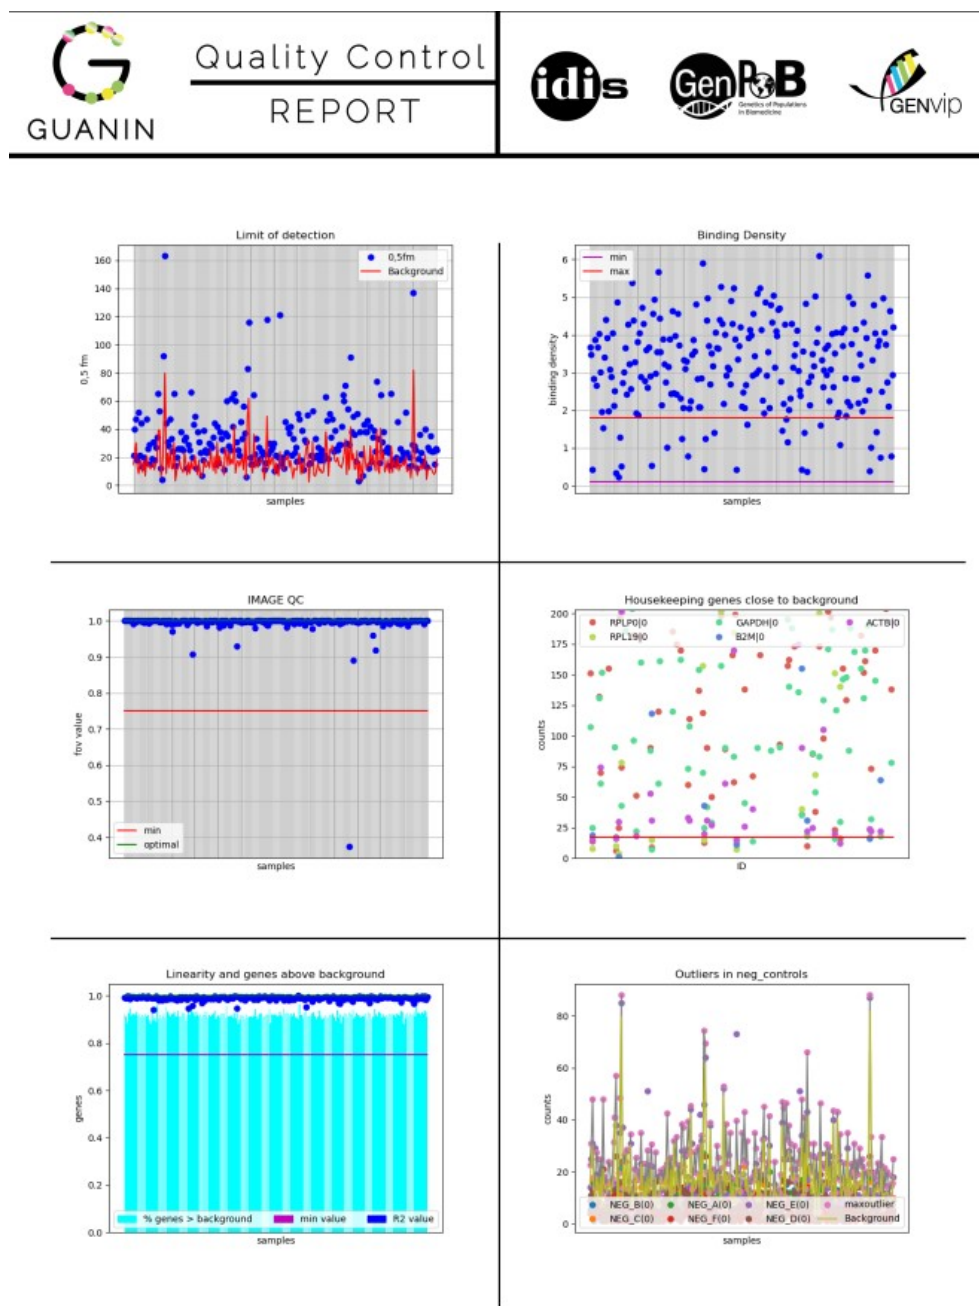 Quality Control
REPORT
GUANIN
idis
GenPoB
Genetics of Populations
in Biomedicine
GENvip
Limit of detection
160
140
120
100
80
60
40
20
0
0,5 fm
0,5fm
Background
samples
Binding Density
6
5
4
3
2
1
0
binding density
min
max
samples
IMAGE QC
1.0
0.9
0.8
0.7
0.6
0.5
0.4
fov value
min
optimal
samples
Housekeeping genes close to background
200
175
150
125
100
75
50
25
0
counts
RPLP0|0 GAPDH|0 ACTB|0
RPL19|0 B2M|0
ID
Linearity and genes above background
1.0
0.8
0.6
0.4
0.2
0.0
genes
% genes > background min value R2 value
samples
Outliers in neg_controls
80
60
40
20
0
counts
NEG_B(0) NEG_A(0) NEG_E(0) maxoutlier
NEG_C(0) NEG_F(0) NEG_D(0) Background
samples